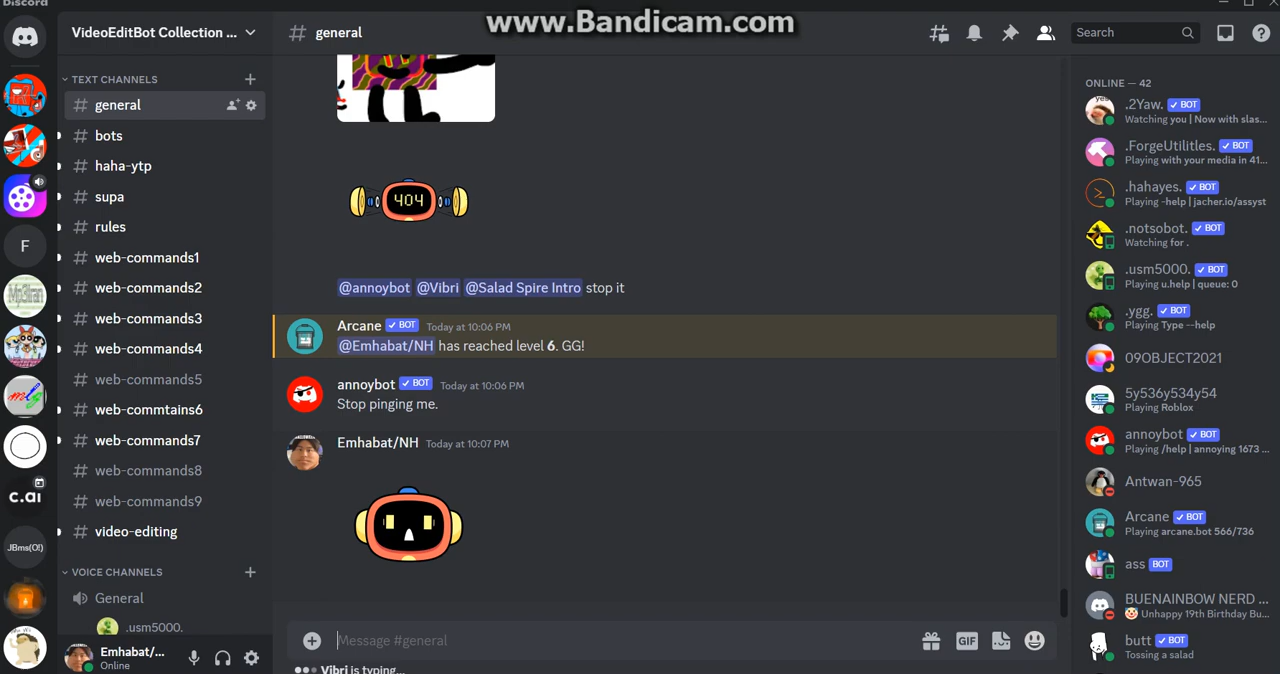 Discord
www.Bandicam.com
VideoEditBot Collection ...
general
Search
TEXT CHANNELS
general
bots
haha-ytp
supa
rules
web-commands1
web-commands2
web-commands3
web-commands4
web-commands5
web-commtains6
web-commands7
web-commands8
web-commands9
video-editing
VOICE CHANNELS
General
.usm5000.
Emhabat/...
Online
F
c.ai
JBms(O!)
404
@annoybot @Vibri @Salad Spire Intro stop it
Arcane BOT Today at 10:06 PM
@Emhabat/NH has reached level 6. GG!
annoybot BOT Today at 10:06 PM
Stop pinging me.
Emhabat/NH Today at 10:07 PM
Message #general
GIF
Vibri is typing...
ONLINE — 42
.2Yaw. BOT
Watching you | Now with slas...
.ForgeUtilitles. BOT
Playing with your media in 41...
.hahayes. BOT
Playing -help | jacher.io/assyst
.notsobot. BOT
Watching for .
.usm5000. BOT
Playing u.help | queue: 0
.ygg. BOT
Playing Type --help
09OBJECT2021
5y536y534y54
Playing Roblox
annoybot BOT
Playing /help | annoying 1673 ...
Antwan-965
Arcane BOT
Playing arcane.bot 566/736
ass BOT
BUENAINBOW NERD ...
Unhappy 19th Birthday Bu...
butt BOT
Tossing a salad